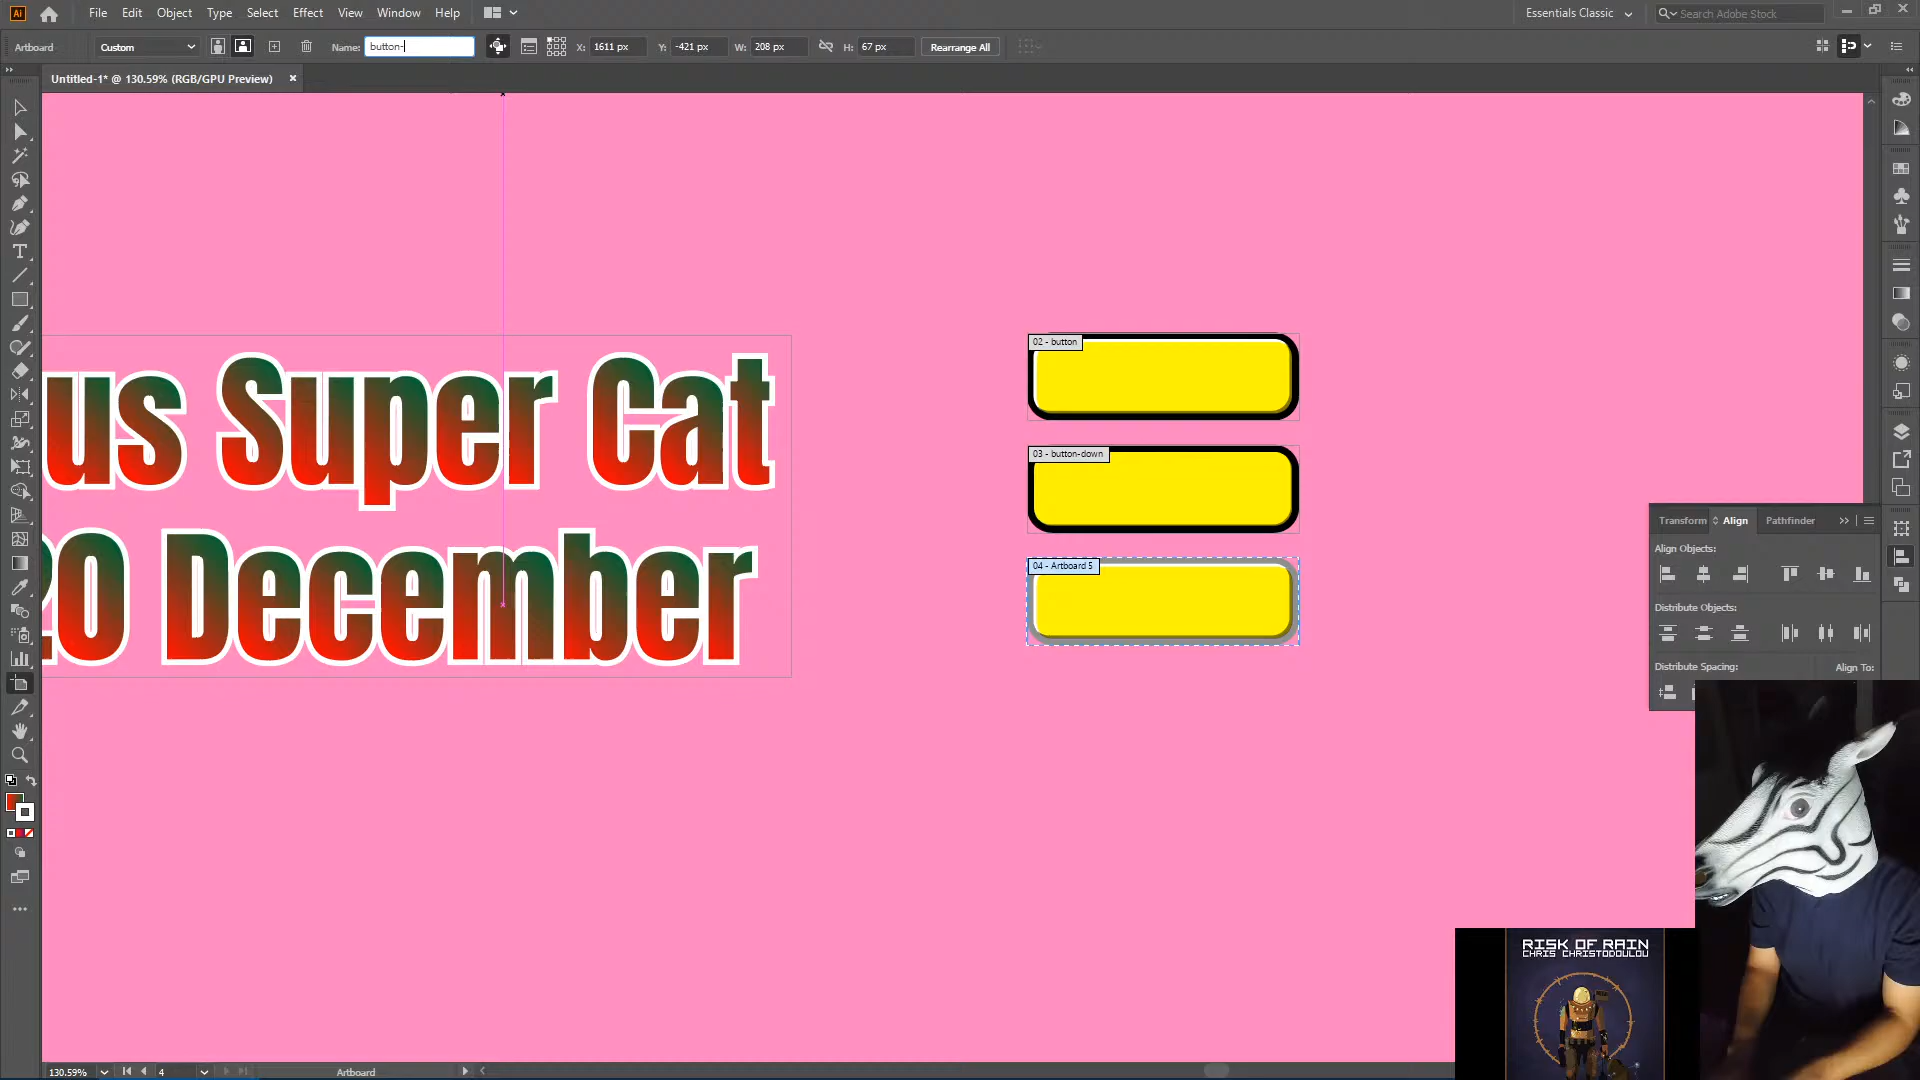 Ai File Edit Object Type Select Effect View Window Help Essentials Classic Search Adobe Stock
Artboard Custom Name: button- X: 1611 px Y: -421 px W: 208 px H: 67 px Rearrange All
Untitled-1* @ 130.59% (RGB/GPU Preview)
02 - button
03 - button-down
04 - Artboard 5
us Super Cat
20 December
Transform Align Pathfinder
Align Objects:
Distribute Objects:
Distribute Spacing: Align To:
RISK OF RAIN
CHRIS CHRISTODOULOU
130.59% 4 Artboard